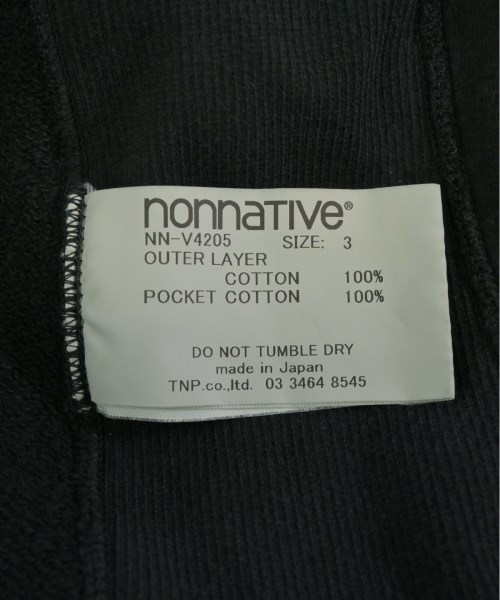 nonnative®
NN-V4205 SIZE: 3
OUTER LAYER
COTTON 100%
POCKET COTTON 100%
DO NOT TUMBLE DRY
made in Japan
TNP.co.,ltd. 03 3464 8545